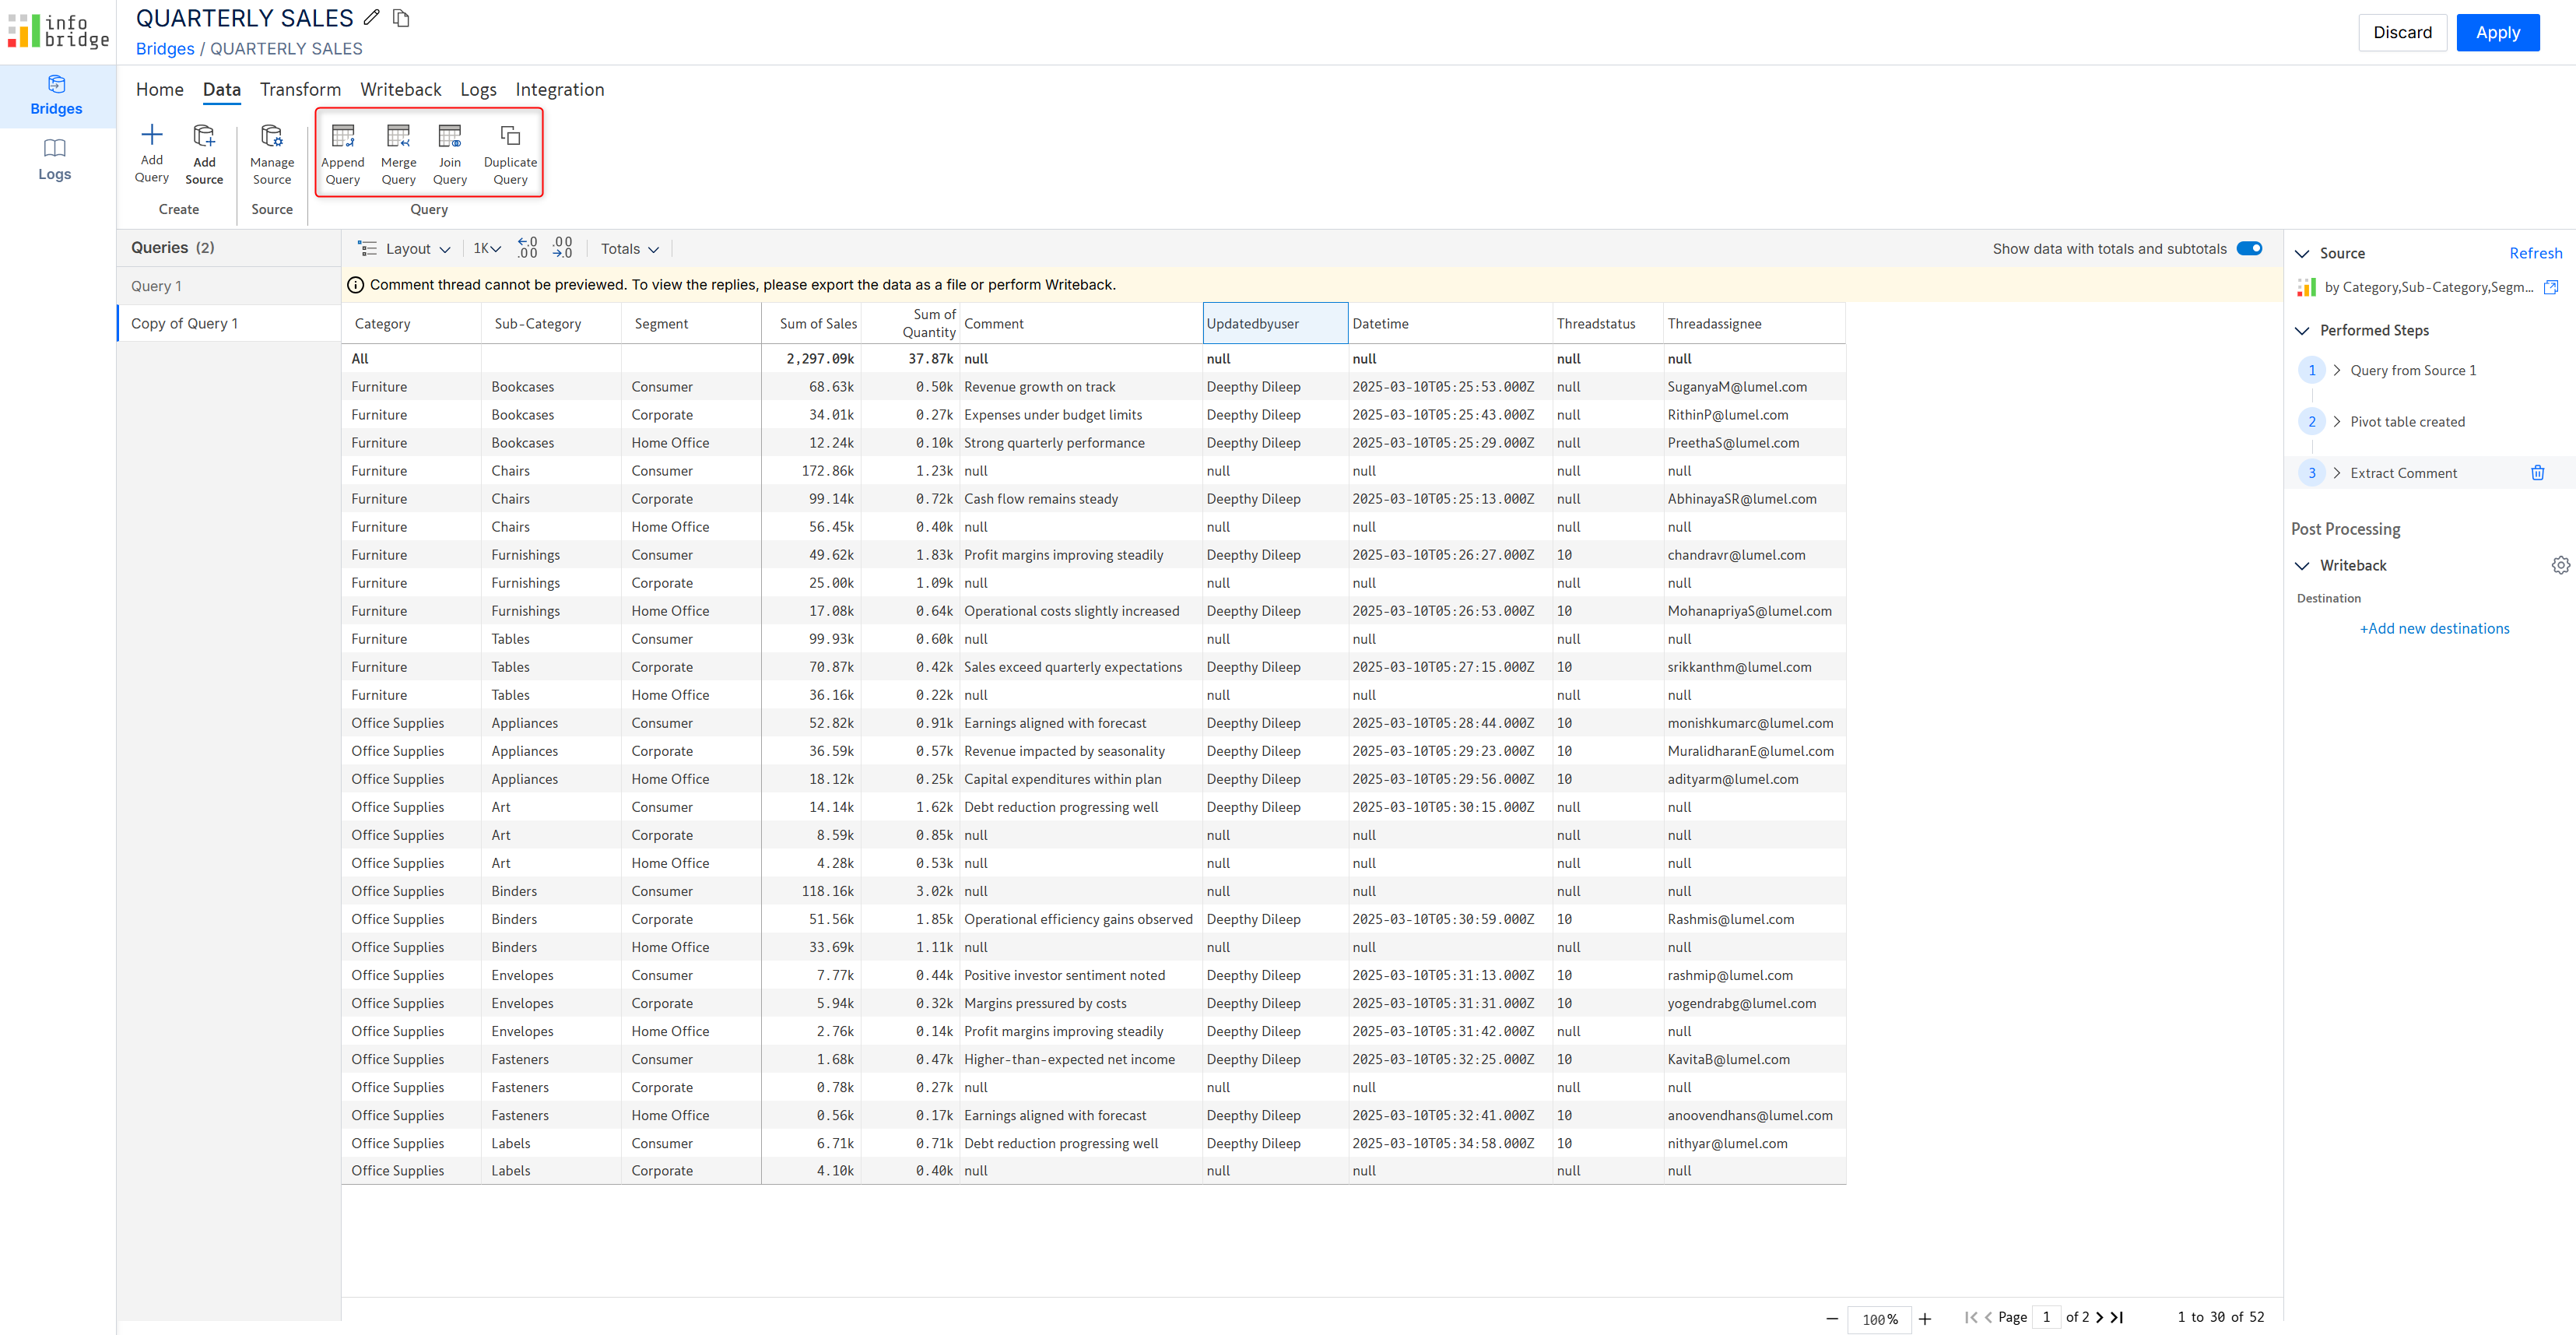 info
bridge
QUARTERLY SALES
Bridges / QUARTERLY SALES
Discard
Apply
Bridges
Logs
Home Data Transform Writeback Logs Integration
Add Query
Add Source
Create
Manage Source
Source
Append Query
Merge Query
Join Query
Duplicate Query
Query
Queries (2)
Query 1
Copy of Query 1
Layout 1K .0 .00 .00 .0 Totals
Show data with totals and subtotals
Comment thread cannot be previewed. To view the replies, please export the data as a file or perform Writeback.
Category Sub-Category Segment Sum of Sales Sum of Quantity Comment Updatedbyuser Datetime Threadstatus Threadassignee
All 2,297.09k 37.87k null null null null null
Furniture Bookcases Consumer 68.63k 0.50k Revenue growth on track Deepthy Dileep 2025-03-10T05:25:53.000Z null SuganyaM@lumel.com
Furniture Bookcases Corporate 34.01k 0.27k Expenses under budget limits Deepthy Dileep 2025-03-10T05:25:43.000Z null RithinP@lumel.com
Furniture Bookcases Home Office 12.24k 0.10k Strong quarterly performance Deepthy Dileep 2025-03-10T05:25:29.000Z null PreethaS@lumel.com
Furniture Chairs Consumer 172.86k 1.23k null null null null null
Furniture Chairs Corporate 99.14k 0.72k Cash flow remains steady Deepthy Dileep 2025-03-10T05:25:13.000Z null AbhinayaSR@lumel.com
Furniture Chairs Home Office 56.45k 0.40k null null null null null
Furniture Furnishings Consumer 49.62k 1.83k Profit margins improving steadily Deepthy Dileep 2025-03-10T05:26:27.000Z 10 chandravr@lumel.com
Furniture Furnishings Corporate 25.00k 1.09k null null null null null
Furniture Furnishings Home Office 17.08k 0.64k Operational costs slightly increased Deepthy Dileep 2025-03-10T05:26:53.000Z 10 MohanapriyaS@lumel.com
Furniture Tables Consumer 99.93k 0.60k null null null null null
Furniture Tables Corporate 70.87k 0.42k Sales exceed quarterly expectations Deepthy Dileep 2025-03-10T05:27:15.000Z 10 srikkanthm@lumel.com
Furniture Tables Home Office 36.16k 0.22k null null null null null
Office Supplies Appliances Consumer 52.82k 0.91k Earnings aligned with forecast Deepthy Dileep 2025-03-10T05:28:44.000Z 10 monishkumarc@lumel.com
Office Supplies Appliances Corporate 36.59k 0.57k Revenue impacted by seasonality Deepthy Dileep 2025-03-10T05:29:23.000Z 10 MuralidharanE@lumel.com
Office Supplies Appliances Home Office 18.12k 0.25k Capital expenditures within plan Deepthy Dileep 2025-03-10T05:29:56.000Z 10 adityarm@lumel.com
Office Supplies Art Consumer 14.14k 1.62k Debt reduction progressing well Deepthy Dileep 2025-03-10T05:30:15.000Z null null
Office Supplies Art Corporate 8.59k 0.85k null null null null null
Office Supplies Art Home Office 4.28k 0.53k null null null null null
Office Supplies Binders Consumer 118.16k 3.02k null null null null null
Office Supplies Binders Corporate 51.56k 1.85k Operational efficiency gains observed Deepthy Dileep 2025-03-10T05:30:59.000Z 10 Rashmis@lumel.com
Office Supplies Binders Home Office 33.69k 1.11k null null null null null
Office Supplies Envelopes Consumer 7.77k 0.44k Positive investor sentiment noted Deepthy Dileep 2025-03-10T05:31:13.000Z 10 rashmip@lumel.com
Office Supplies Envelopes Corporate 5.94k 0.32k Margins pressured by costs Deepthy Dileep 2025-03-10T05:31:31.000Z 10 yogendrabg@lumel.com
Office Supplies Envelopes Home Office 2.76k 0.14k Profit margins improving steadily Deepthy Dileep 2025-03-10T05:31:42.000Z null null
Office Supplies Fasteners Consumer 1.68k 0.47k Higher-than-expected net income Deepthy Dileep 2025-03-10T05:32:25.000Z 10 KavitaB@lumel.com
Office Supplies Fasteners Corporate 0.78k 0.27k null null null null null
Office Supplies Fasteners Home Office 0.56k 0.17k Earnings aligned with forecast Deepthy Dileep 2025-03-10T05:32:41.000Z 10 anoovendhans@lumel.com
Office Supplies Labels Consumer 6.71k 0.71k Debt reduction progressing well Deepthy Dileep 2025-03-10T05:34:58.000Z 10 nithyar@lumel.com
Office Supplies Labels Corporate 4.10k 0.40k null null null null null
100% Page 1 of 2 1 to 30 of 52
Source Refresh
by Category,Sub-Category,Segm...
Performed Steps
1 Query from Source 1
2 Pivot table created
3 Extract Comment
Post Processing
Writeback
Destination
+Add new destinations